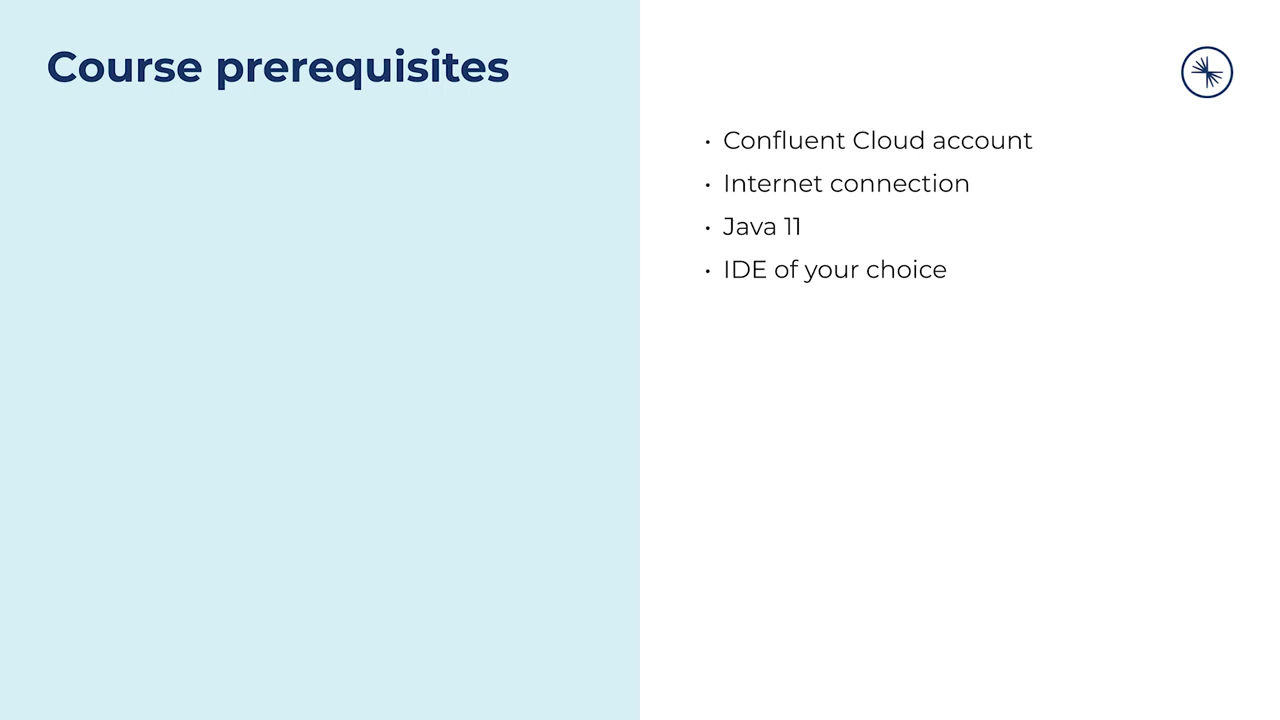 Course prerequisites
• Confluent Cloud account
• Internet connection
• Java 11
• IDE of your choice